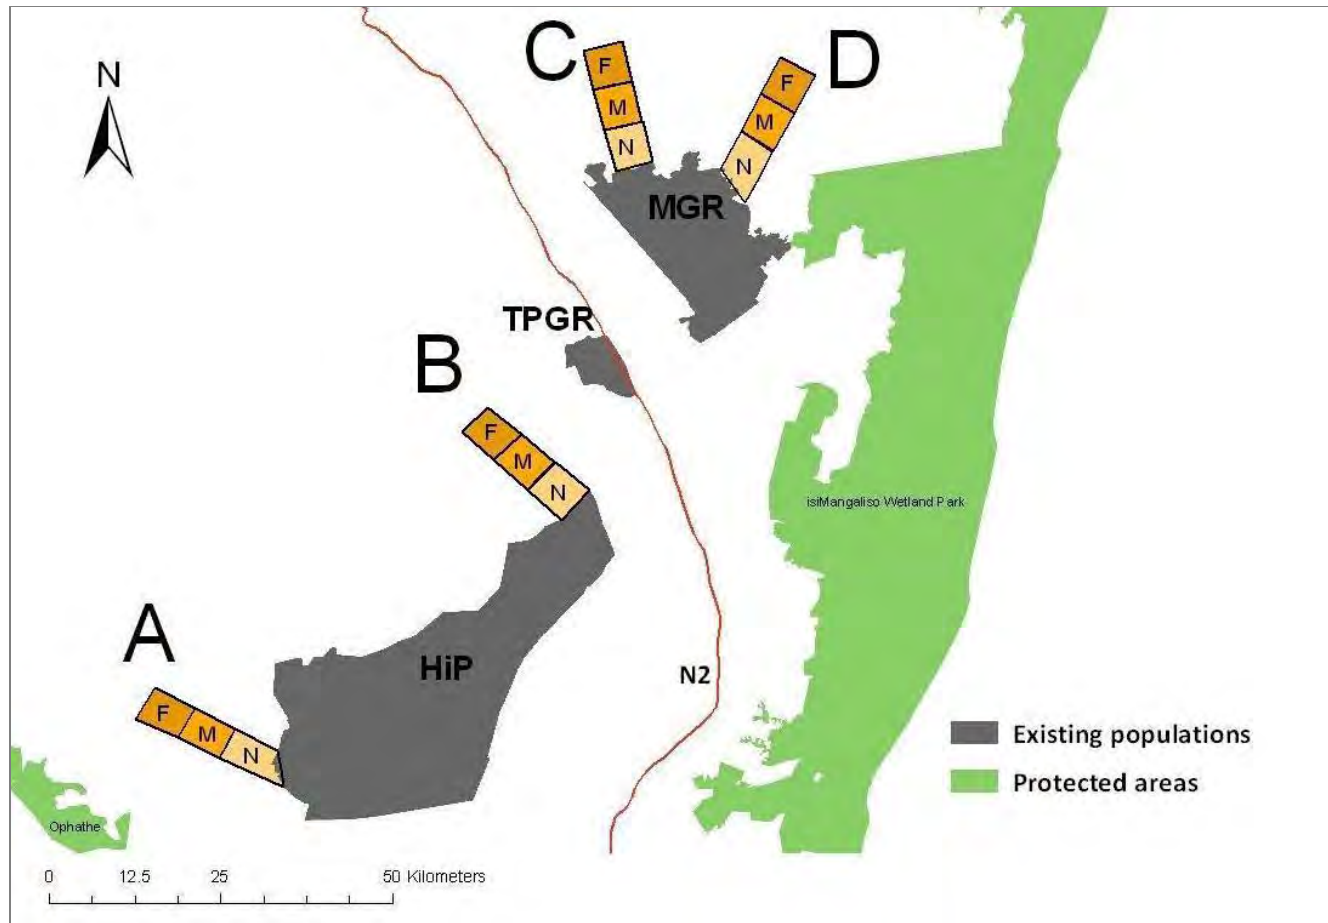 N
C
F
M
N
D
F
M
N
MGR
TPGR
B
F
M
N
isiMangaliso Wetland Park
A
F
M
N
HiP
N2
Existing populations
Protected areas
Ophathe
0 12.5 25 50 Kilometers